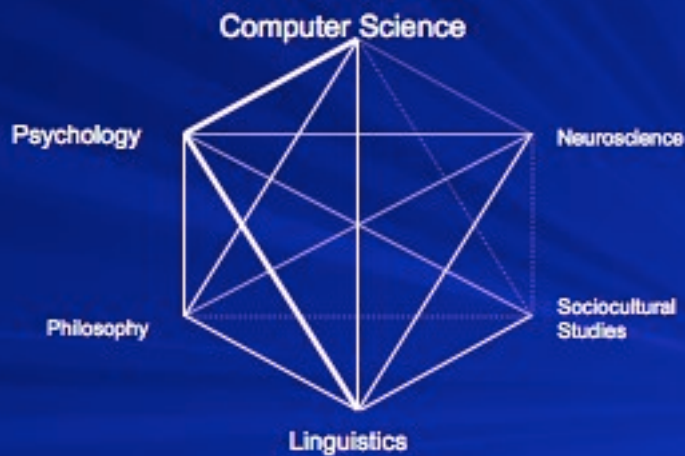 Computer Science
Psychology
Neuroscience
Philosophy
Sociocultural
Studies
Linguistics